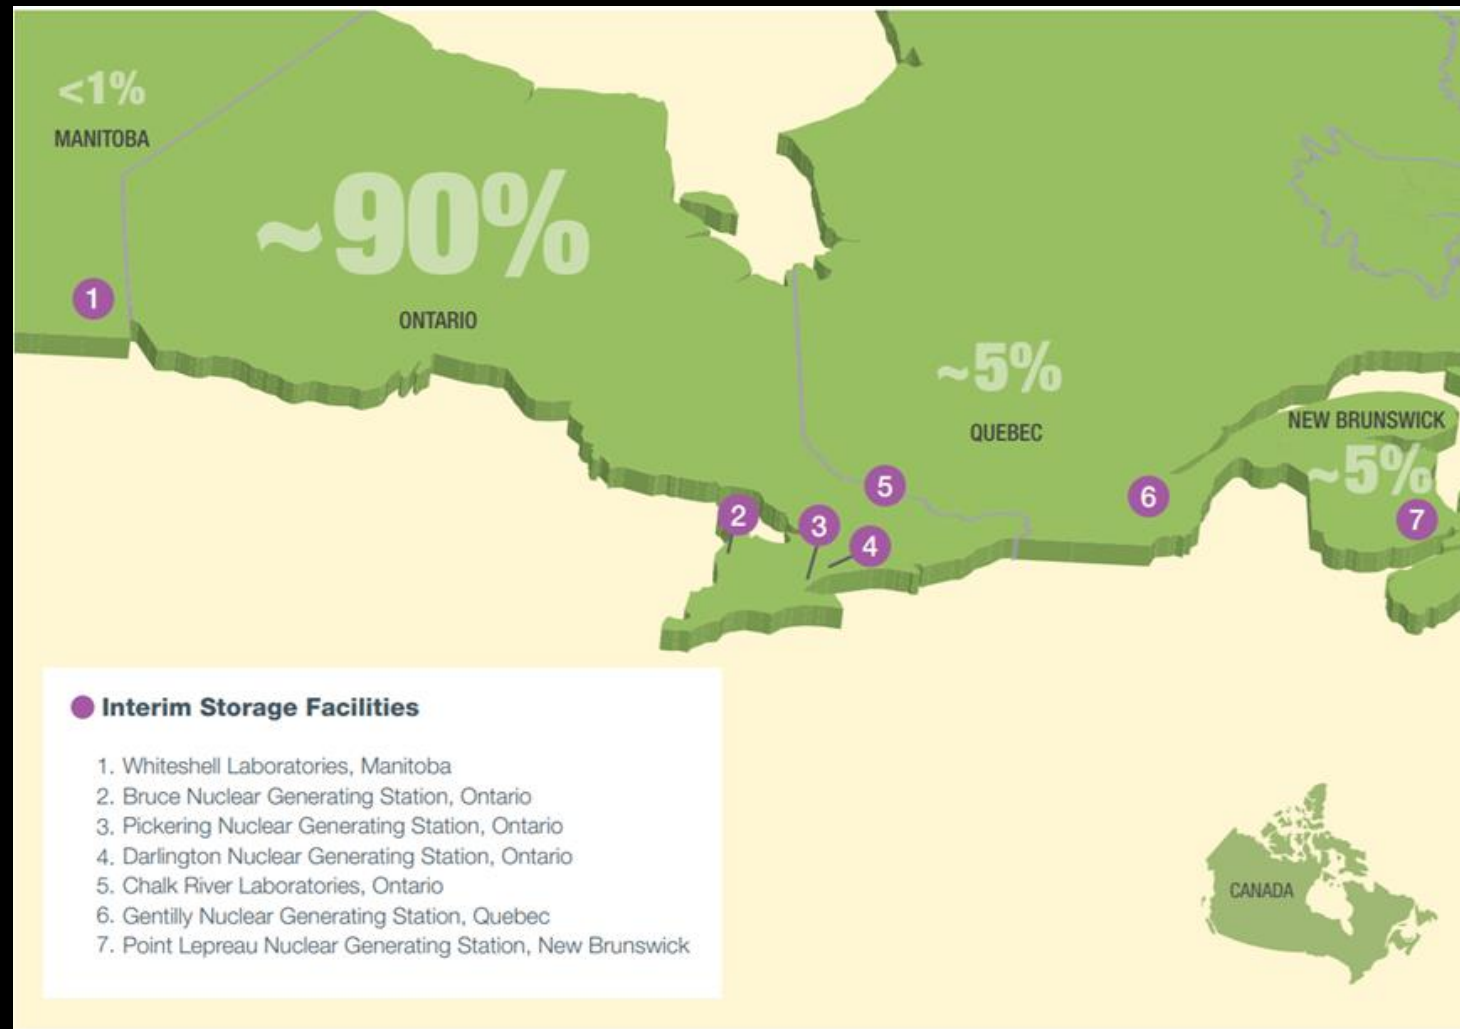 <1%
MANITOBA
~90%
ONTARIO
~5%
QUEBEC
NEW BRUNSWICK
~5%
1
2
3
4
5
6
7
Interim Storage Facilities
1. Whiteshell Laboratories, Manitoba
2. Bruce Nuclear Generating Station, Ontario
3. Pickering Nuclear Generating Station, Ontario
4. Darlington Nuclear Generating Station, Ontario
5. Chalk River Laboratories, Ontario
6. Gentilly Nuclear Generating Station, Quebec
7. Point Lepreau Nuclear Generating Station, New Brunswick
CANADA